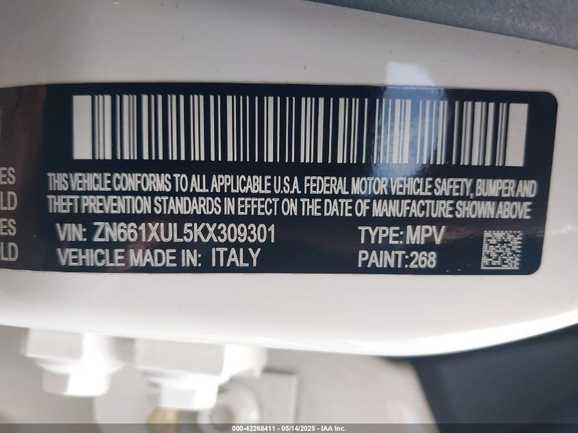 THIS VEHICLE CONFORMS TO ALL APPLICABLE U.S.A. FEDERAL MOTOR VEHICLE SAFETY, BUMPER AND
THEFT PREVENTION STANDARDS IN EFFECT ON THE DATE OF MANUFACTURE SHOWN ABOVE
VIN: ZN661XUL5KX309301 TYPE: MPV
VEHICLE MADE IN: ITALY PAINT: 268
000-42268411 - 05/14/2025 - IAA Inc.